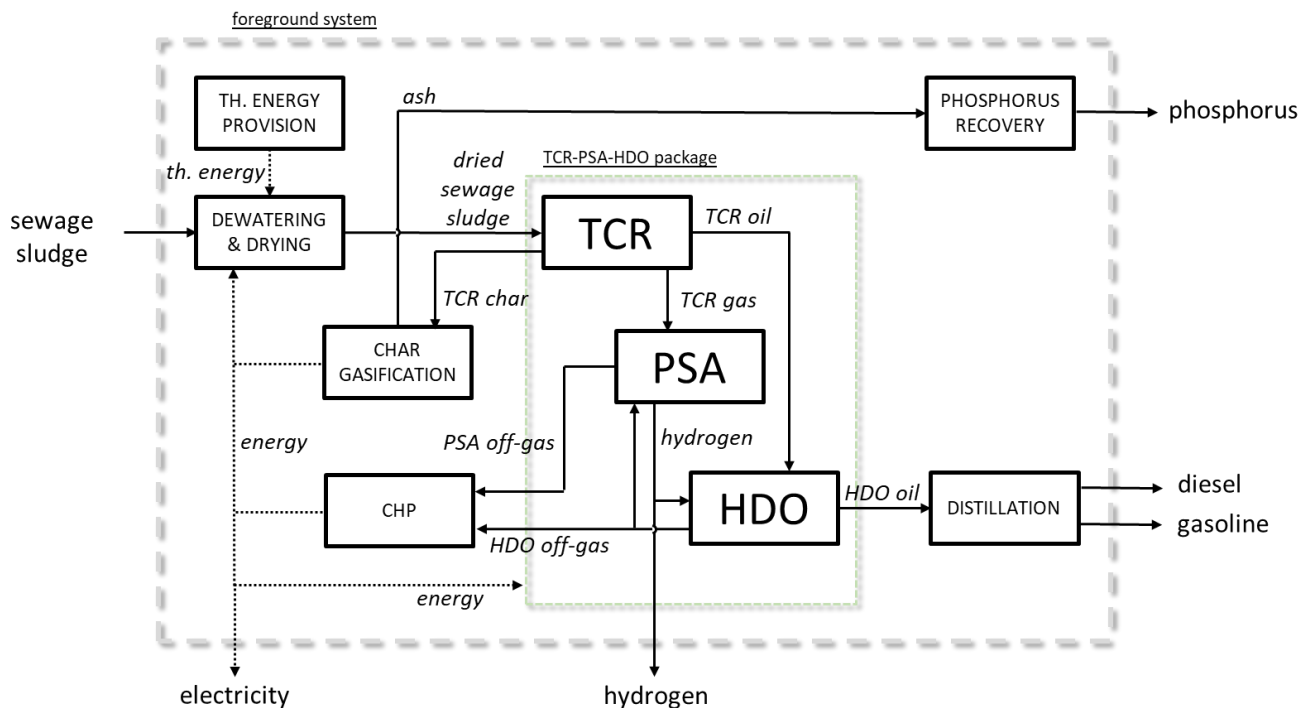 foreground system
TH. ENERGY
PROVISION
ash
PHOSPHORUS
RECOVERY
phosphorus
th. energy
dried
sewage
sludge
TCR-PSA-HDO package
sewage
sludge
DEWATERING
& DRYING
TCR
TCR oil
TCR char
TCR gas
CHAR
GASIFICATION
PSA
energy
PSA off-gas
hydrogen
CHP
HDO
HDO oil
DISTILLATION
diesel
gasoline
HDO off-gas
energy
electricity
hydrogen